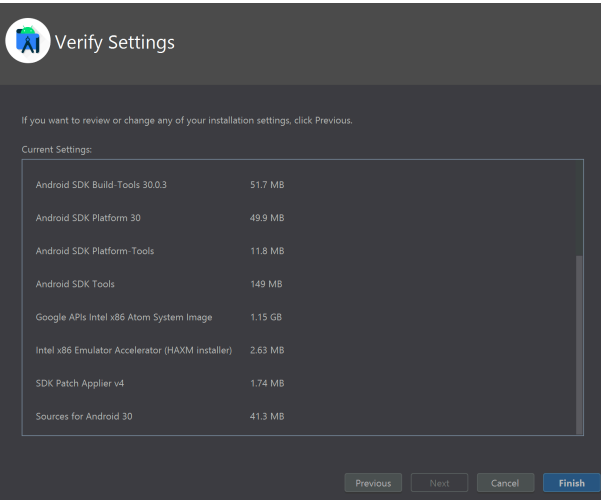 Verify Settings
If you want to review or change any of your installation settings, click Previous.
Current Settings:
Android SDK Build-Tools 30.0.3 51.7 MB
Android SDK Platform 30 49.9 MB
Android SDK Platform-Tools 11.8 MB
Android SDK Tools 149 MB
Google APIs Intel x86 Atom System Image 1.15 GB
Intel x86 Emulator Accelerator (HAXM installer) 2.63 MB
SDK Patch Applier v4 1.74 MB
Sources for Android 30 41.3 MB
Previous Next Cancel Finish